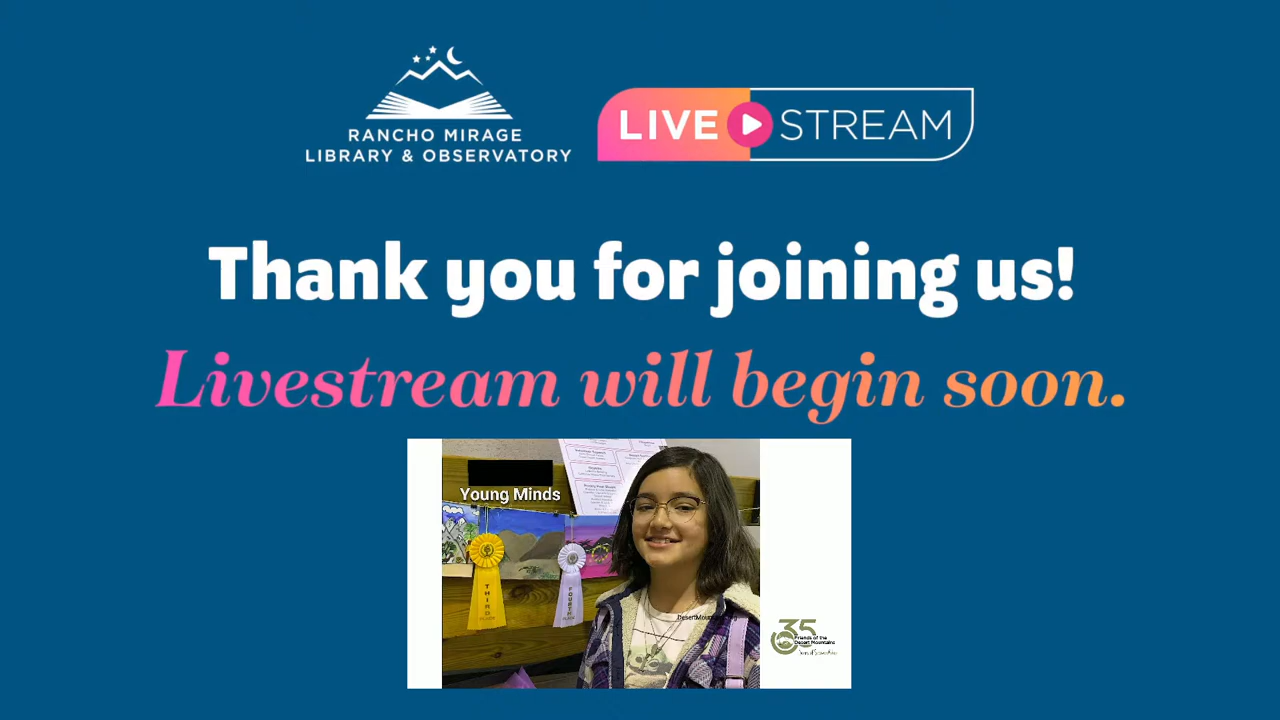 RANCHO MIRAGE
LIBRARY & OBSERVATORY
LIVE STREAM
Thank you for joining us!
Livestream will begin soon.
Young Minds
THIRD
FOURTH
35
Friends of the
Desert Mountains